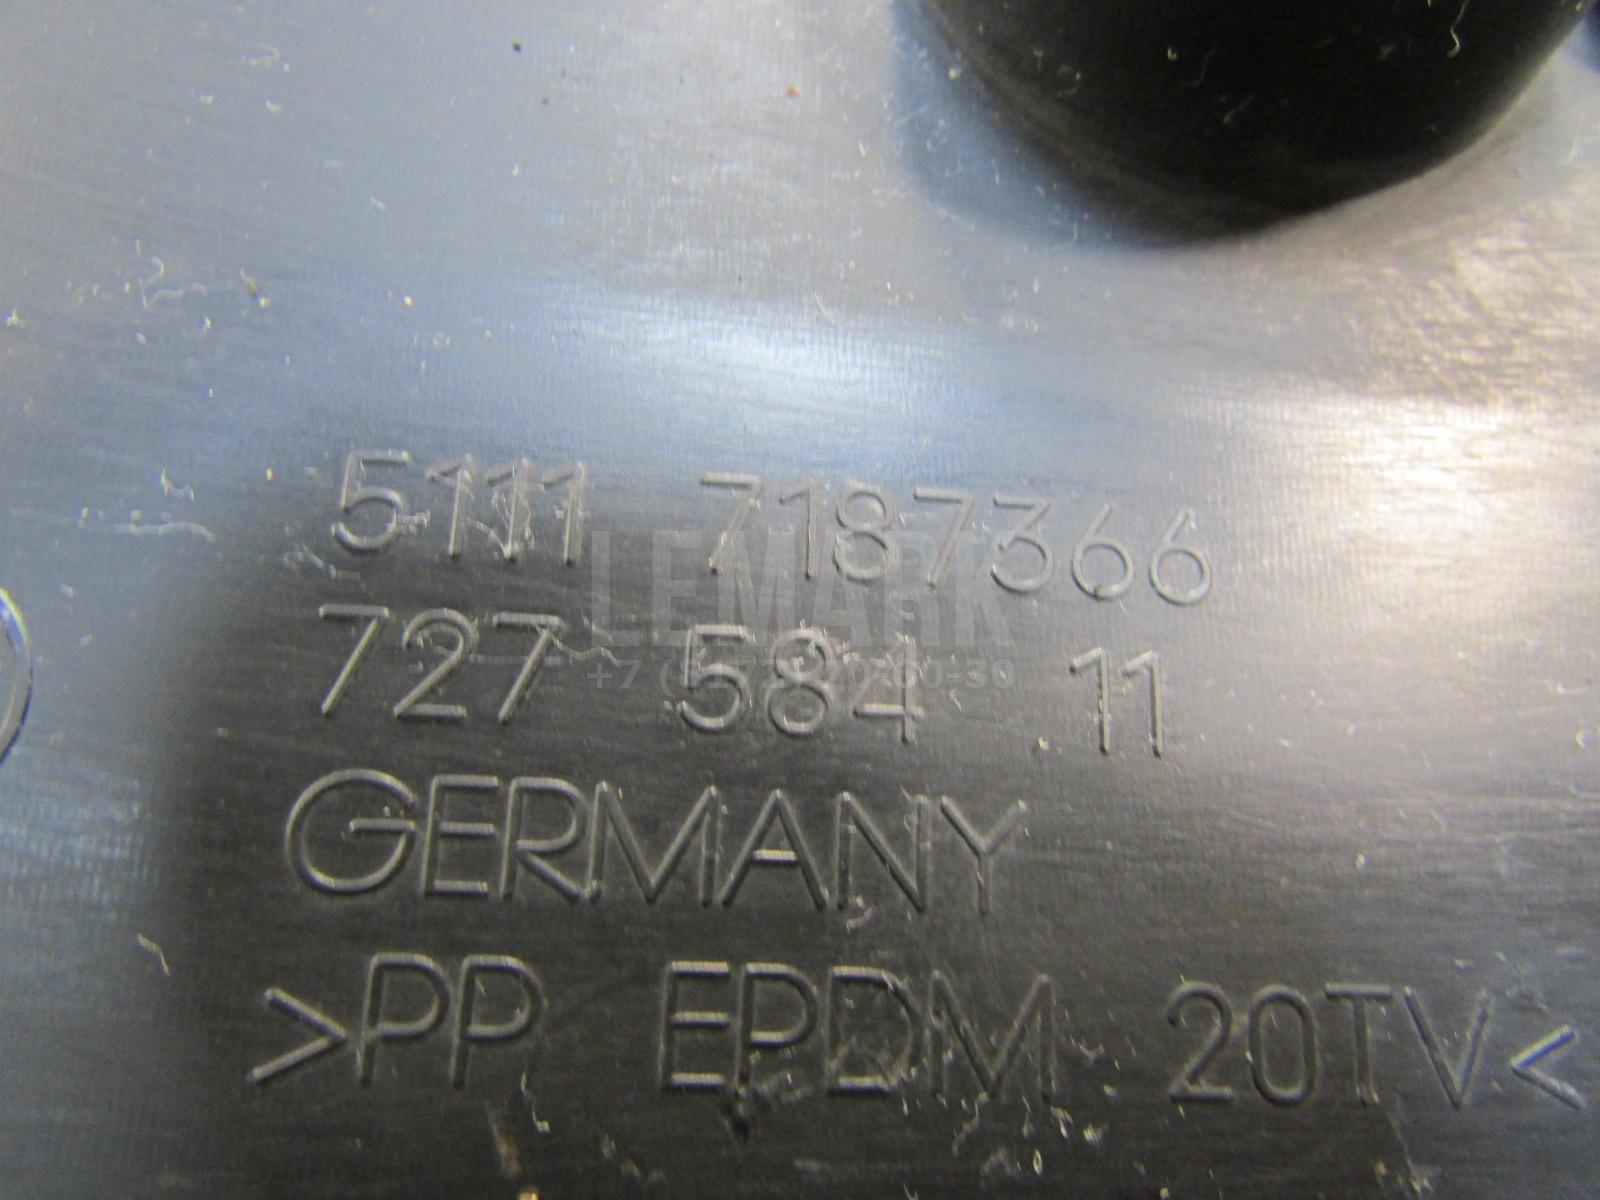 5111 7187366
LEMARK
727 584 11
GERMANY
>PP EPDM 20TV<